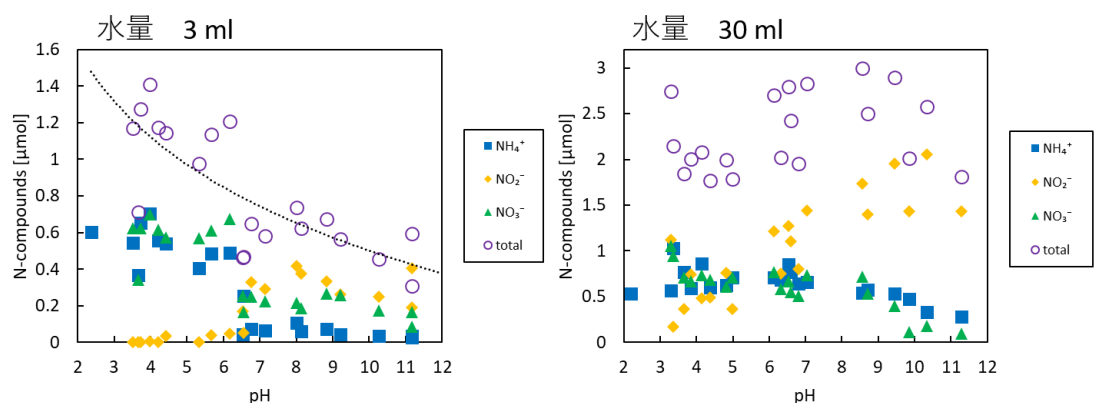 水量 3 ml
N-compounds [μmol]
1.6
1.4
1.2
1
0.8
0.6
0.4
0.2
0
2 3 4 5 6 7 8 9 10 11 12
pH
NH₄⁺
NO₂⁻
NO₃⁻
total
水量 30 ml
N-compounds [μmol]
3
2.5
2
1.5
1
0.5
0
2 3 4 5 6 7 8 9 10 11 12
pH
NH₄⁺
NO₂⁻
NO₃⁻
total